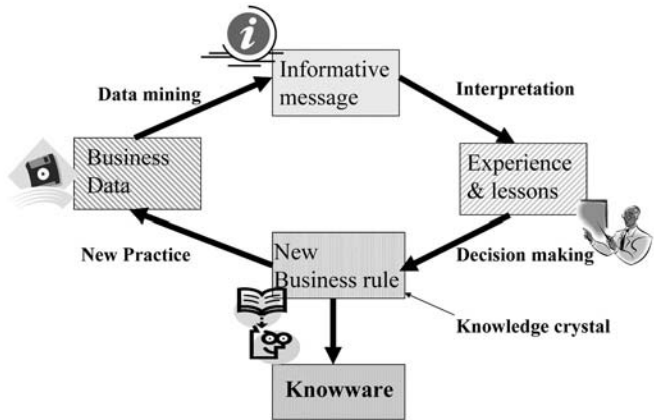 i
Informative
message
Data mining
Interpretation
Business
Data
Experience
& lessons
New Practice
New
Business rule
Decision making
Knowledge crystal
Knowware